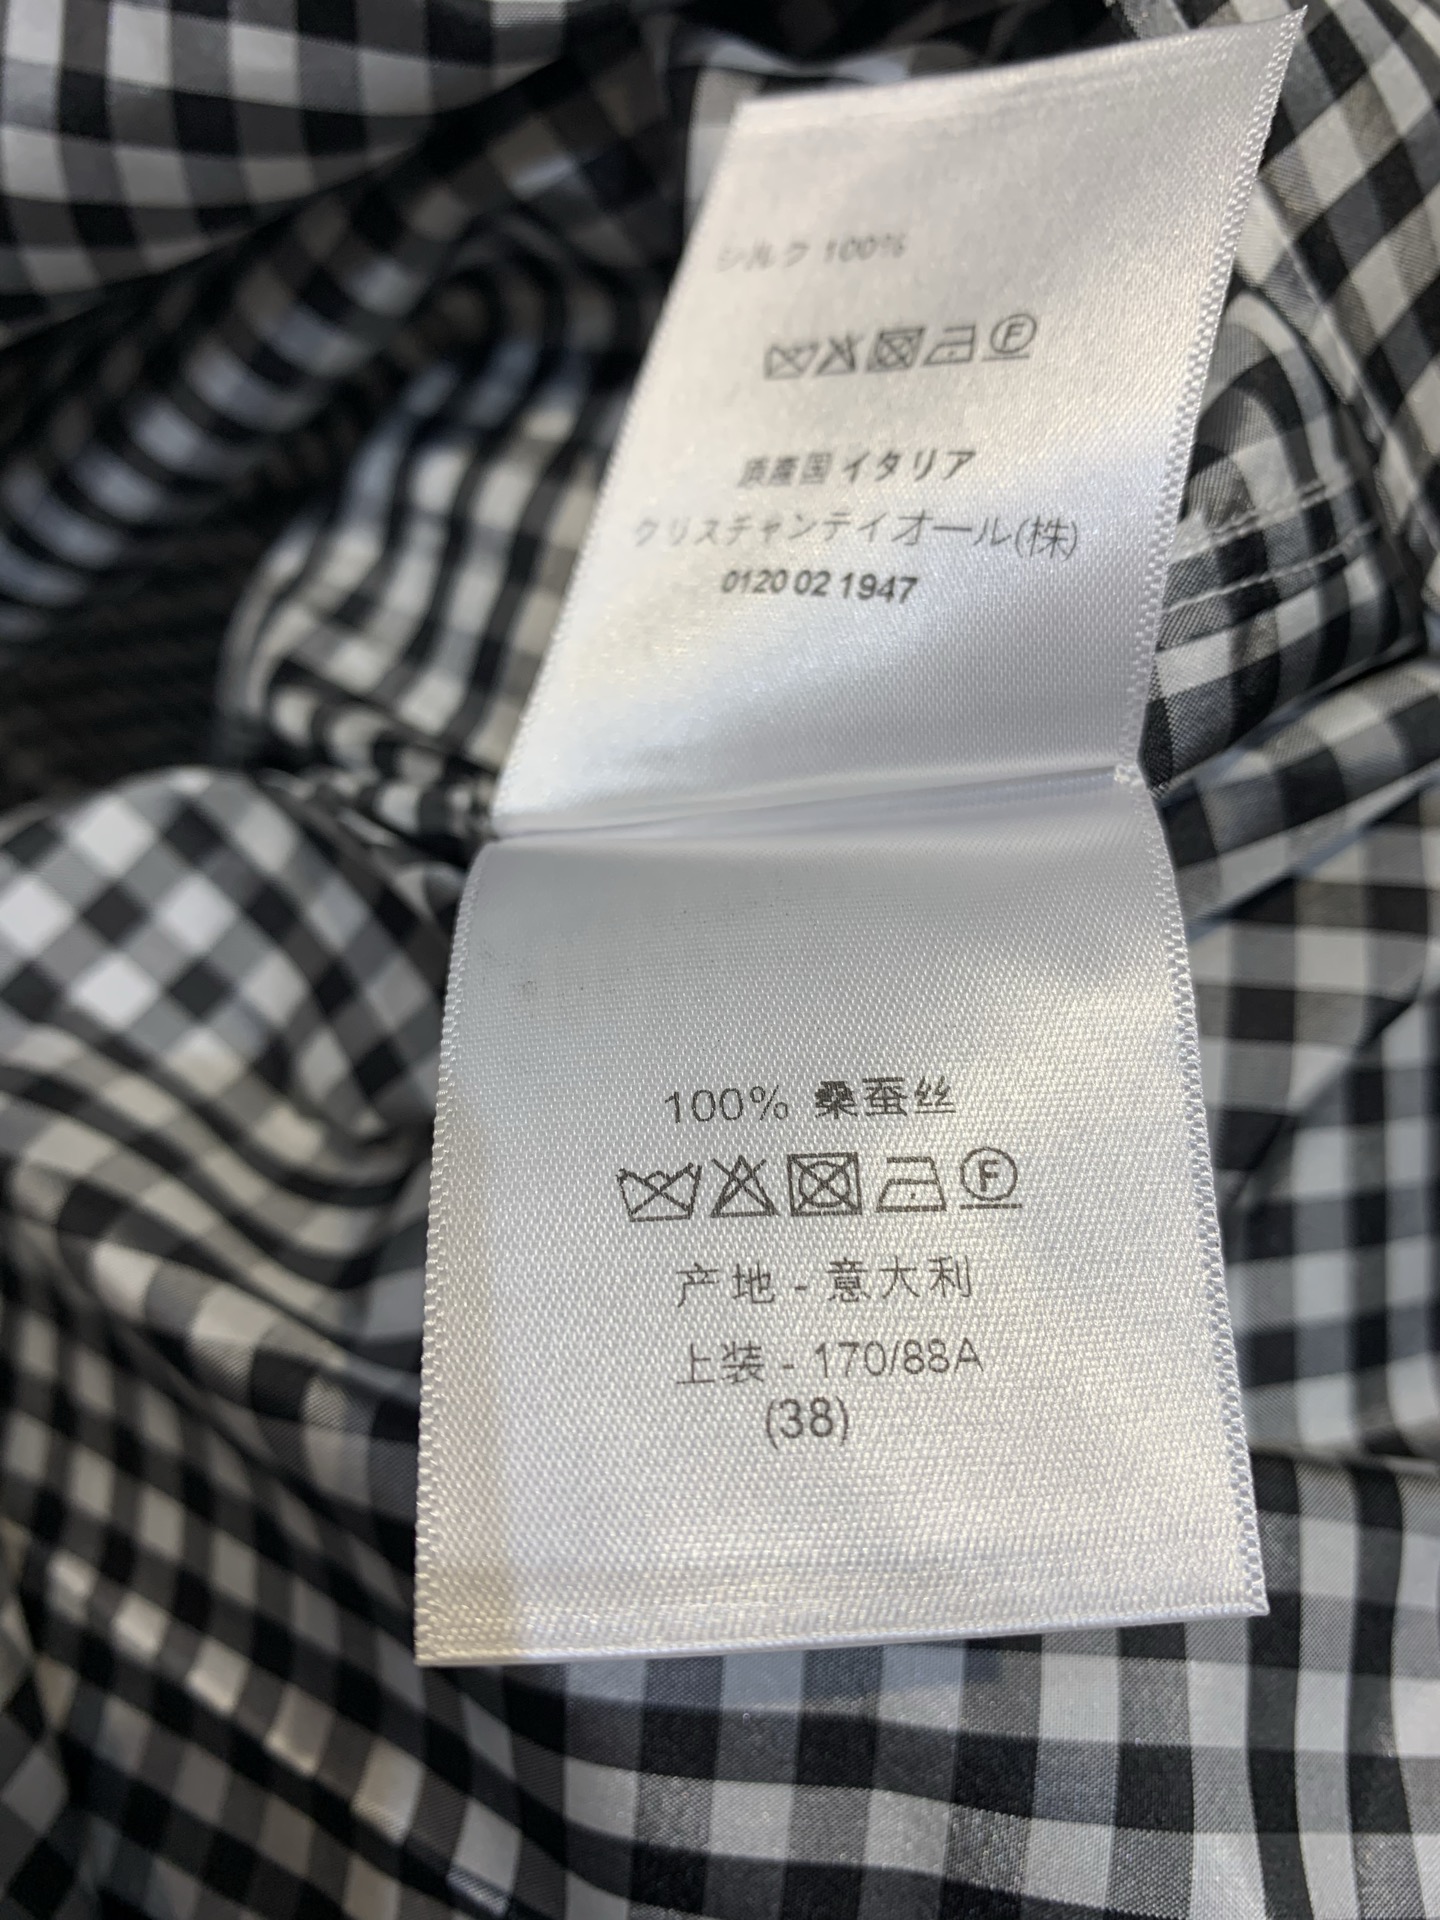 シルク 100%
原産国 イタリア
クリスチャンディオール(株)
0120 02 1947
100% 桑蚕丝
F
产地 - 意大利
上装 - 170/88A
(38)